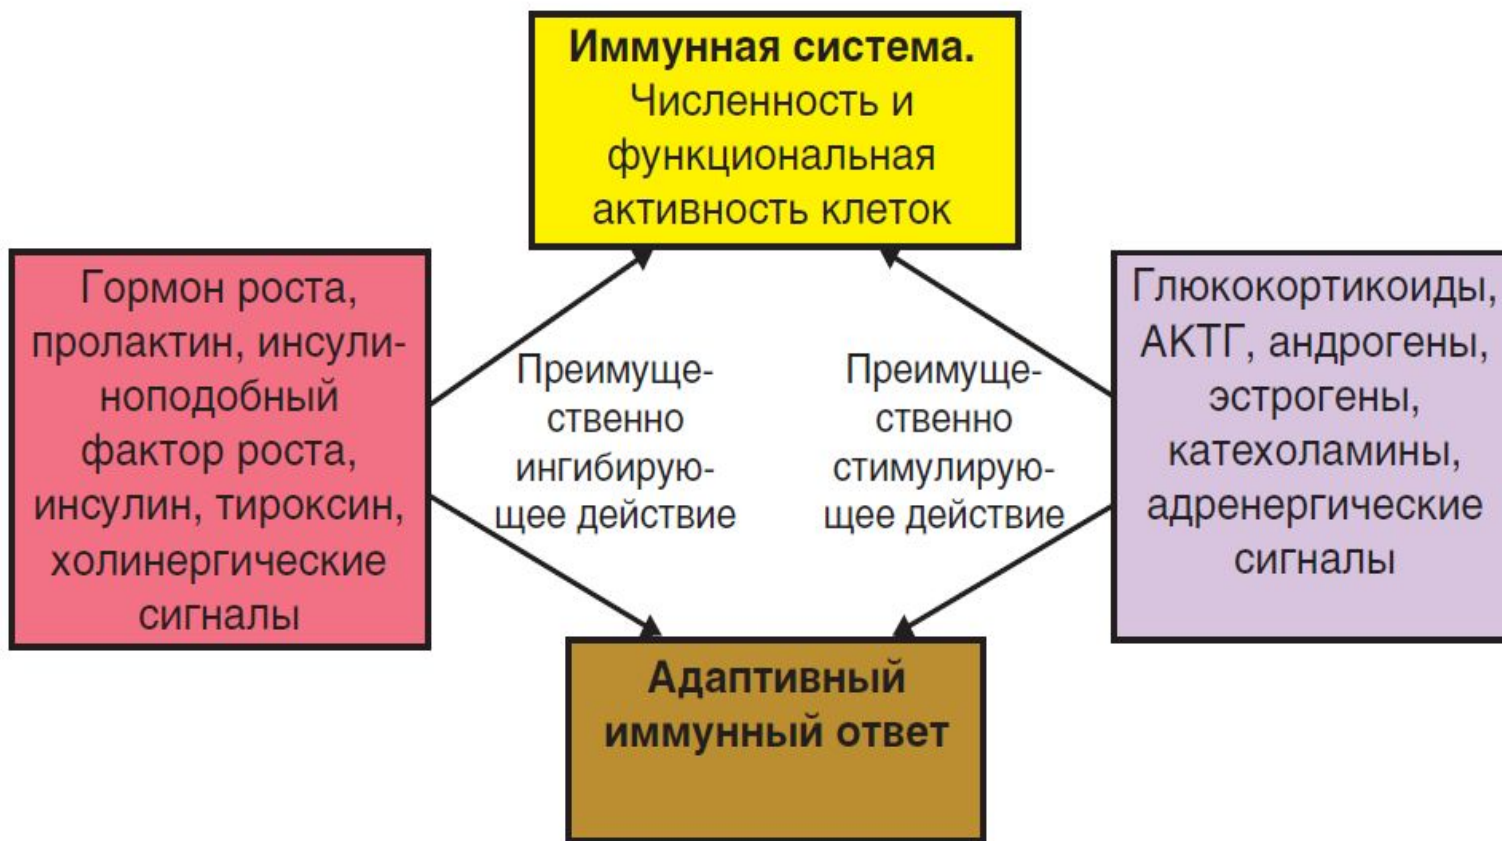 Иммунная система.
Численность и
функциональная
активность клеток
Гормон роста,
пролактин, инсули-
ноподобный
фактор роста,
инсулин, тироксин,
холинергические
сигналы
Преимуще-
ственно
ингибирую-
щее действие
Преимуще-
ственно
стимулирую-
щее действие
Глюкокортикоиды,
АКТГ, андрогены,
эстрогены,
катехоламины,
адренергические
сигналы
Адаптивный
иммунный ответ